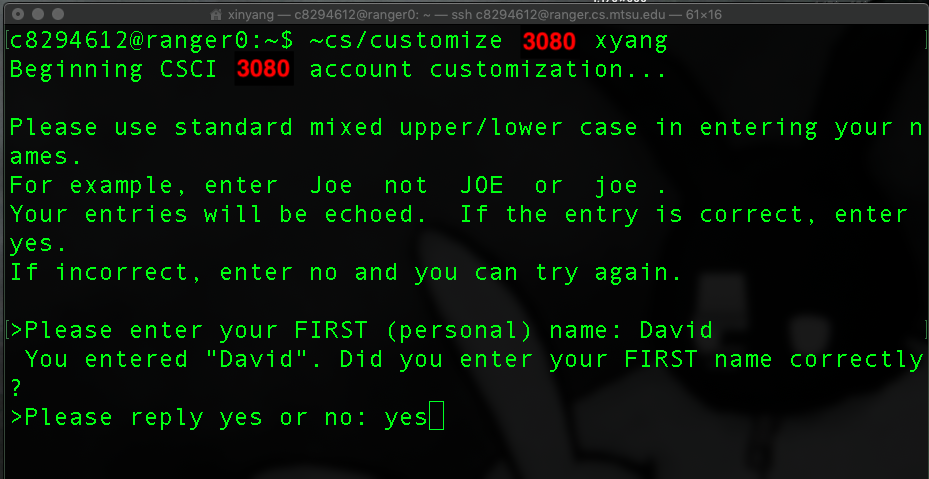 xinyang — c8294612@ranger0: ~ — ssh c8294612@ranger.cs.mtsu.edu — 61×16
[c8294612@ranger0:~$ ~cs/customize 3080 xyang ]
Beginning CSCI 3080 account customization...
Please use standard mixed upper/lower case in entering your n
ames.
For example, enter  Joe  not  JOE  or  joe .
Your entries will be echoed.  If the entry is correct, enter
yes.
If incorrect, enter no and you can try again.
[>Please enter your FIRST (personal) name: David ]
 You entered "David". Did you enter your FIRST name correctly
?
>Please reply yes or no: yes